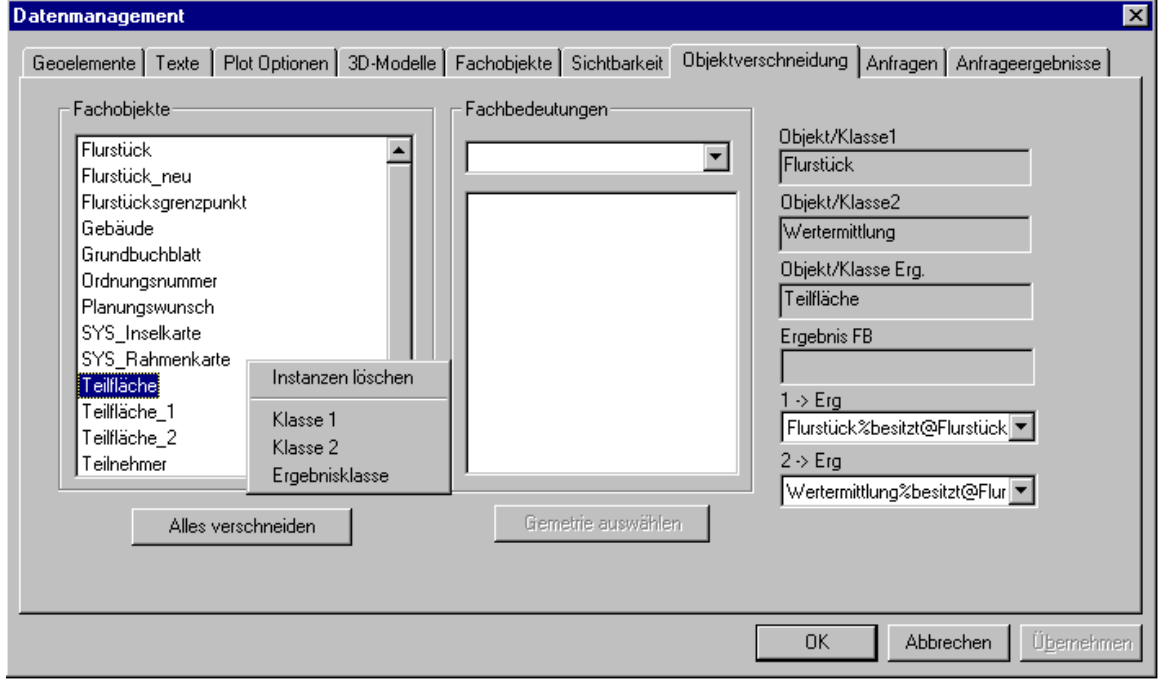 Datenmanagement
Geoelemente Texte Plot Optionen 3D-Modelle Fachobjekte Sichtbarkeit Objektverschneidung Anfragen Anfrageergebnisse
Fachobjekte
Flurstück
Flurstück_neu
Flurstücksgrenzpunkt
Gebäude
Grundbuchblatt
Ordnungsnummer
Planungswunsch
SYS_Inselkarte
SYS_Rahmenkarte
Teilfläche
Teilfläche_1
Teilfläche_2
Teilnehmer
Instanzen löschen
Klasse 1
Klasse 2
Ergebnisklasse
Alles verschneiden
Fachbedeutungen
Gemetrie auswählen
Objekt/Klasse1
Flurstück
Objekt/Klasse2
Wertermittlung
Objekt/Klasse Erg.
Teilfläche
Ergebnis FB
1 -> Erg
Flurstück%besitzt@Flurstück
2 -> Erg
Wertermittlung%besitzt@Flur
OK Abbrechen Übernehmen